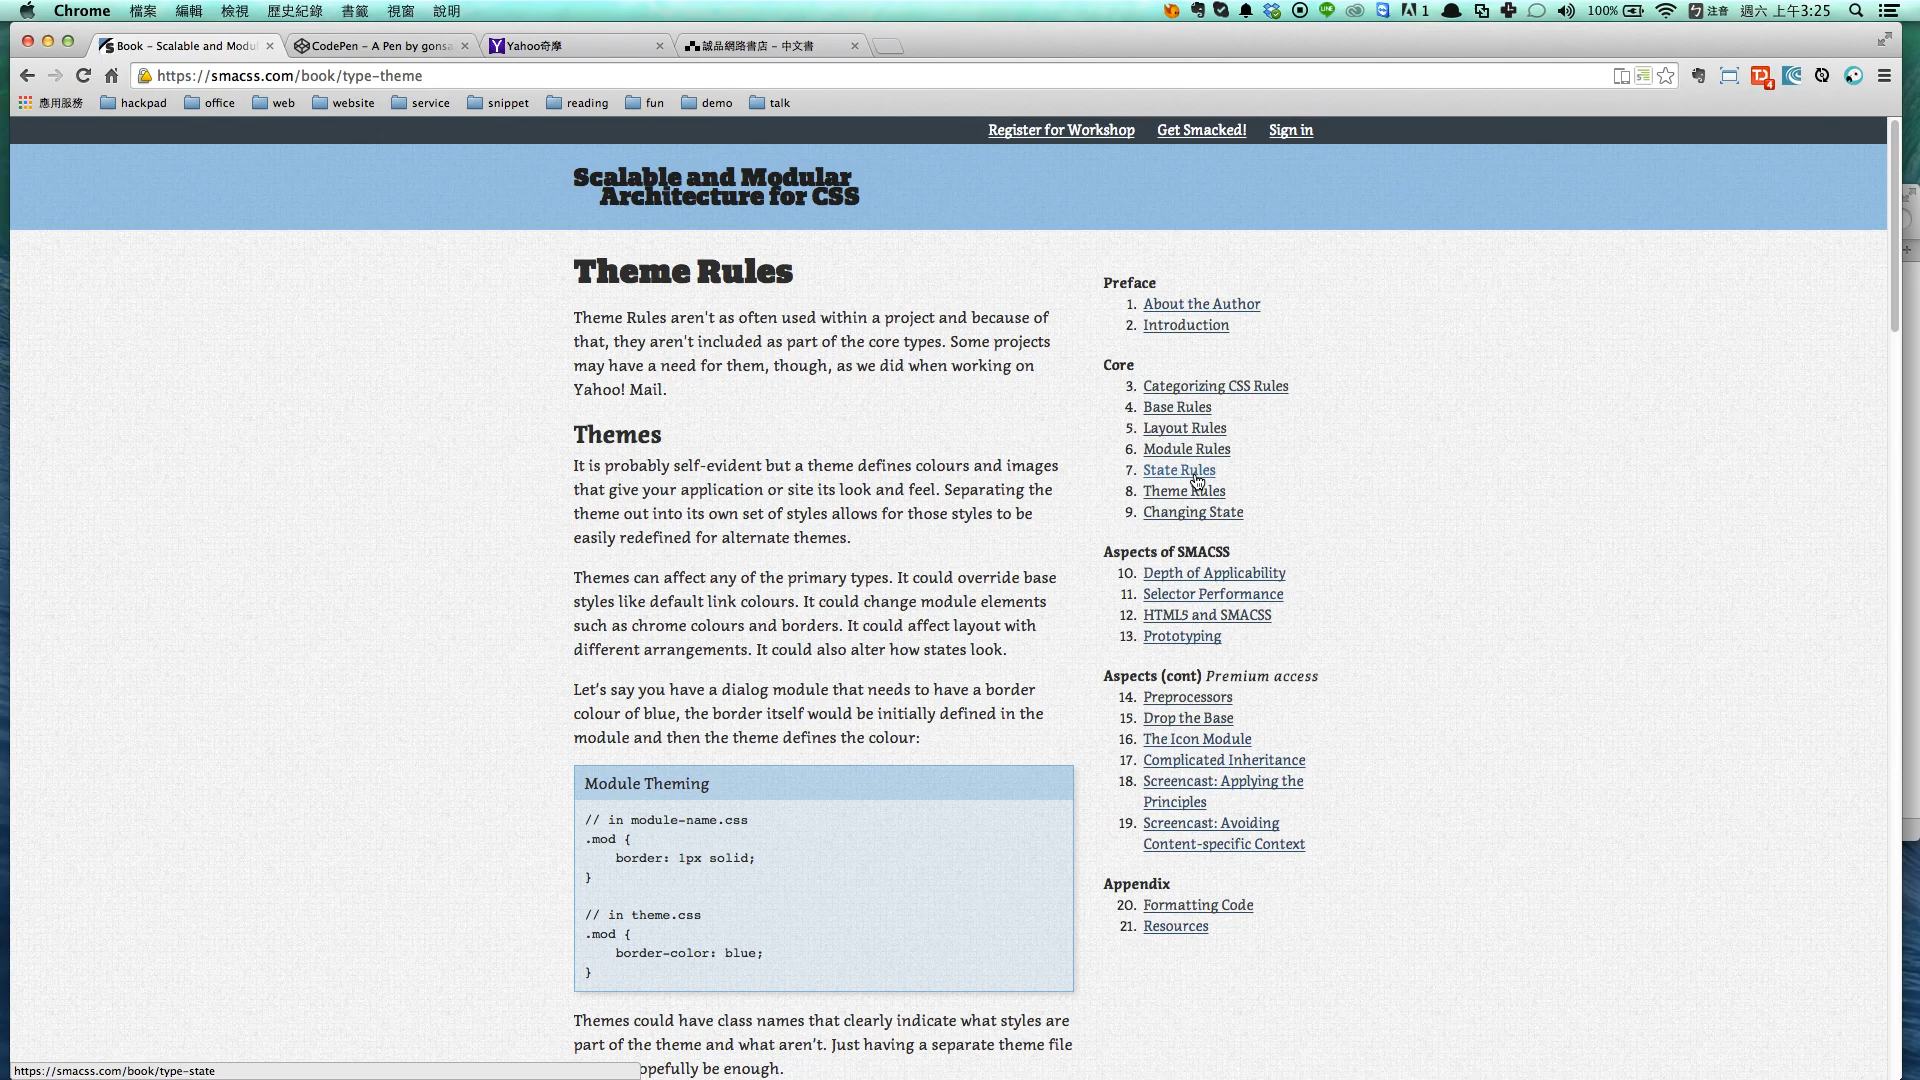 Chrome 檔案 編輯 檢視 歷史紀錄 書籤 視窗 說明 1 100% 注音 週六 上午3:25
Book – Scalable and Modul CodePen – A Pen by gonsa Yahoo奇摩 誠品網路書店 – 中文書
https://smacss.com/book/type-theme
4
應用服務 hackpad office web website service snippet reading fun demo talk
Register for Workshop Get Smacked! Sign in
Scalable and Modular
Architecture for CSS
Theme Rules
Theme Rules aren't as often used within a project and because of
that, they aren't included as part of the core types. Some projects
may have a need for them, though, as we did when working on
Yahoo! Mail.
Themes
It is probably self-evident but a theme defines colours and images
that give your application or site its look and feel. Separating the
theme out into its own set of styles allows for those styles to be
easily redefined for alternate themes.
Themes can affect any of the primary types. It could override base
styles like default link colours. It could change module elements
such as chrome colours and borders. It could affect layout with
different arrangements. It could also alter how states look.
Let's say you have a dialog module that needs to have a border
colour of blue, the border itself would be initially defined in the
module and then the theme defines the colour:
Module Theming
// in module-name.css
.mod {
border: 1px solid;
}
// in theme.css
.mod {
border-color: blue;
}
Themes could have class names that clearly indicate what styles are
part of the theme and what aren't. Just having a separate theme file
opefully be enough.
Preface
1. About the Author
2. Introduction
Core
3. Categorizing CSS Rules
4. Base Rules
5. Layout Rules
6. Module Rules
7. State Rules
8. Theme Rules
9. Changing State
Aspects of SMACSS
10. Depth of Applicability
11. Selector Performance
12. HTML5 and SMACSS
13. Prototyping
Aspects (cont) Premium access
14. Preprocessors
15. Drop the Base
16. The Icon Module
17. Complicated Inheritance
18. Screencast: Applying the
Principles
19. Screencast: Avoiding
Content-specific Context
Appendix
20. Formatting Code
21. Resources
https://smacss.com/book/type-state